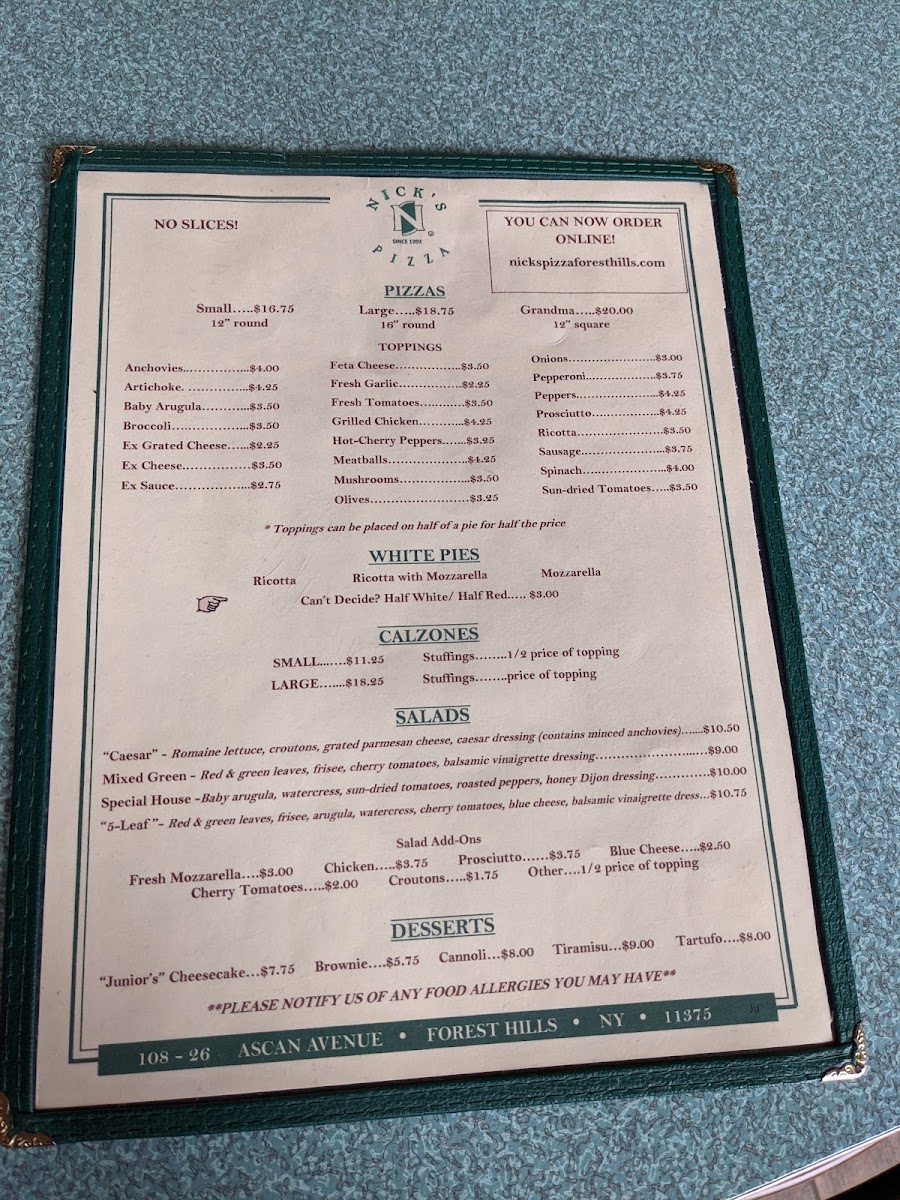 NO SLICES!
NICK'S
N
SINCE 1993
PIZZA
YOU CAN NOW ORDER
ONLINE!
nickspizzaforesthills.com
PIZZAS
Small.....$16.75 Large.....$18.75 Grandma.....$20.00
12" round 16" round 12" square
TOPPINGS
Anchovies..................$4.00
Artichoke. ...............$4.25
Baby Arugula............$3.50
Broccoli.....................$3.50
Ex Grated Cheese......$2.25
Ex Cheese..................$3.50
Ex Sauce....................$2.75
Feta Cheese.................$3.50
Fresh Garlic.................$2.25
Fresh Tomatoes............$3.50
Grilled Chicken............$4.25
Hot-Cherry Peppers......$3.25
Meatballs.....................$4.25
Mushrooms..................$3.50
Olives..........................$3.25
Onions.......................$3.00
Pepperoni..................$3.75
Peppers......................$4.25
Prosciutto..................$4.25
Ricotta.......................$3.50
Sausage......................$3.75
Spinach......................$4.00
Sun-dried Tomatoes.....$3.50
* Toppings can be placed on half of a pie for half the price
WHITE PIES
Ricotta Ricotta with Mozzarella Mozzarella
Can't Decide? Half White/ Half Red..... $3.00
CALZONES
SMALL.......$11.25 Stuffings........1/2 price of topping
LARGE.......$18.25 Stuffings........price of topping
SALADS
"Caesar" - Romaine lettuce, croutons, grated parmesan cheese, caesar dressing (contains minced anchovies)......$10.50
Mixed Green - Red & green leaves, frisee, cherry tomatoes, balsamic vinaigrette dressing..........................$9.00
Special House -Baby arugula, watercress, sun-dried tomatoes, roasted peppers, honey Dijon dressing............$10.00
"5-Leaf "- Red & green leaves, frisee, arugula, watercress, cherry tomatoes, blue cheese, balsamic vinaigrette dress...$10.75
Salad Add-Ons
Fresh Mozzarella....$3.00 Chicken.....$3.75 Prosciutto......$3.75 Blue Cheese.....$2.50
Cherry Tomatoes.....$2.00 Croutons.....$1.75 Other....1/2 price of topping
DESSERTS
"Junior's" Cheesecake...$7.75 Brownie....$5.75 Cannoli...$8.00 Tiramisu...$9.00 Tartufo....$8.00
**PLEASE NOTIFY US OF ANY FOOD ALLERGIES YOU MAY HAVE**
108 – 26 ASCAN AVENUE • FOREST HILLS • NY • 11375